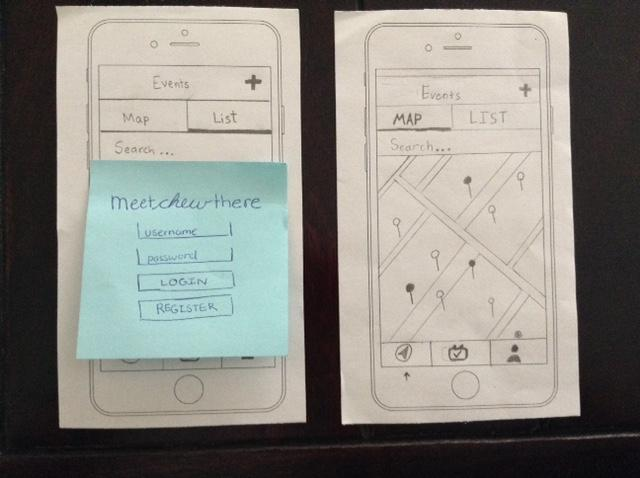 Events +
Map List
Search...
meetchewthere
username
password
LOGIN
REGISTER
Events +
MAP LIST
Search...